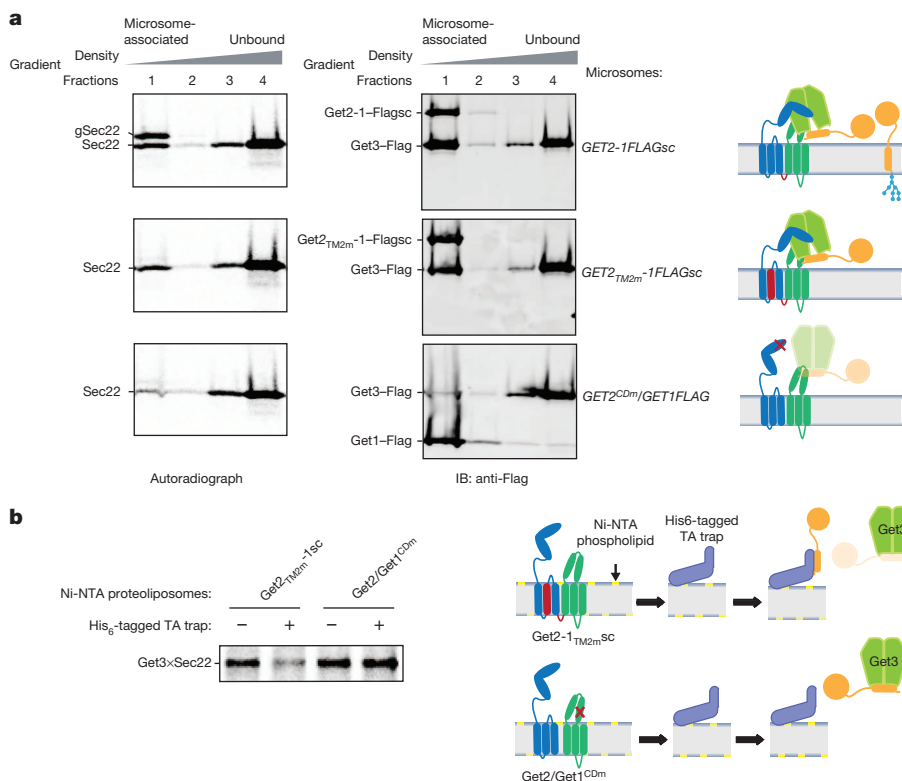 a
Microsome-associated
Unbound
Gradient
Density
Fractions
1 2 3 4
gSec22
Sec22
Sec22
Sec22
Autoradiograph
Microsome-associated
Unbound
Gradient
Density
Fractions
1 2 3 4
Microsomes:
Get2-1–Flagsc
Get3–Flag
GET2-1FLAGsc
Get2TM2m-1–Flagsc
Get3–Flag
GET2TM2m-1FLAGsc
Get3–Flag
GET2CDm/GET1FLAG
Get1–Flag
IB: anti-Flag
b
Ni-NTA proteoliposomes:
Get2TM2m-1sc
Get2/Get1CDm
His6-tagged TA trap:
– + – +
Get3×Sec22
Ni-NTA phospholipid
His6-tagged TA trap
Get3
Get2-1TM2msc
Get3
Get2/Get1CDm